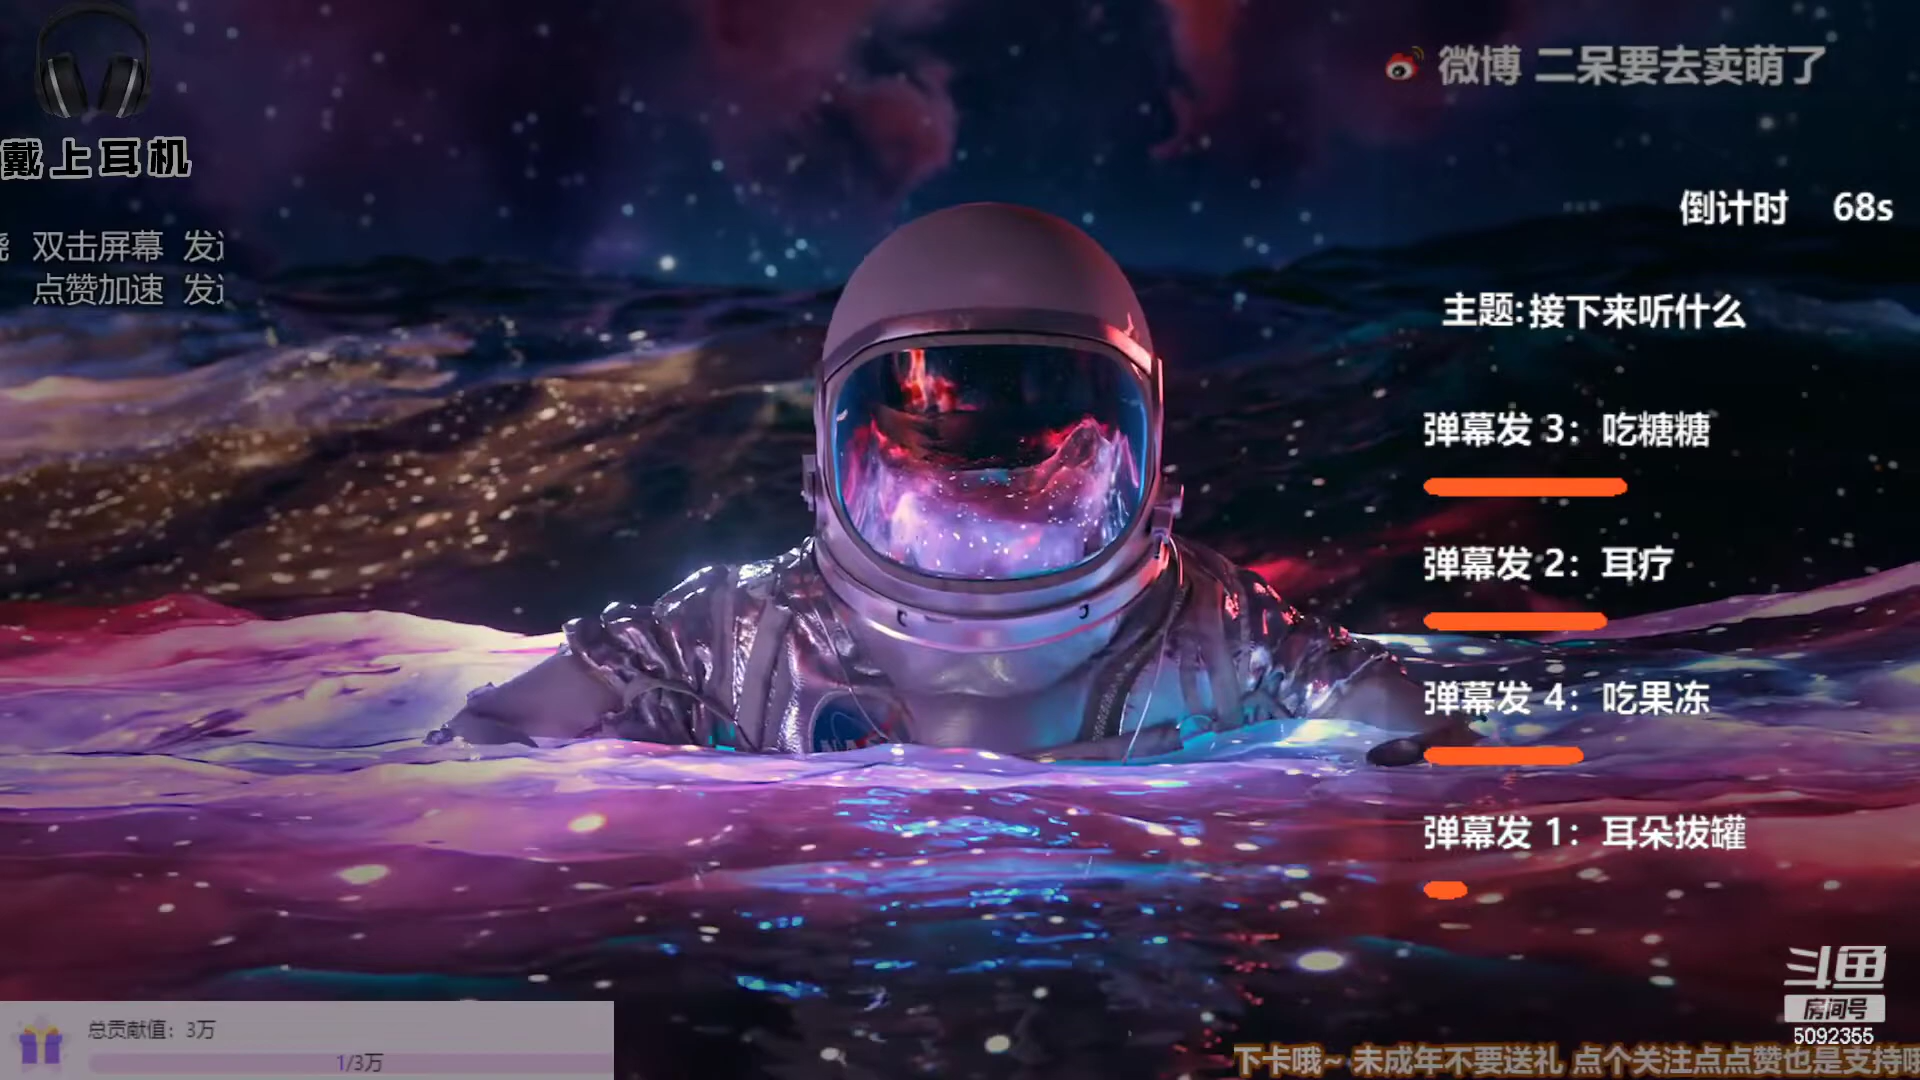 戴上耳机
双击屏幕 发
点赞加速 发
微博 二呆要去卖萌了
倒计时 68s
主题:接下来听什么
弹幕发 3：吃糖糖
弹幕发 2：耳疗
弹幕发 4：吃果冻
弹幕发 1：耳朵拔罐
斗鱼
房间号
5092355
总贡献值：3万
1/3万
下卡哦~ 未成年不要送礼 点个关注点点赞也是支持哦